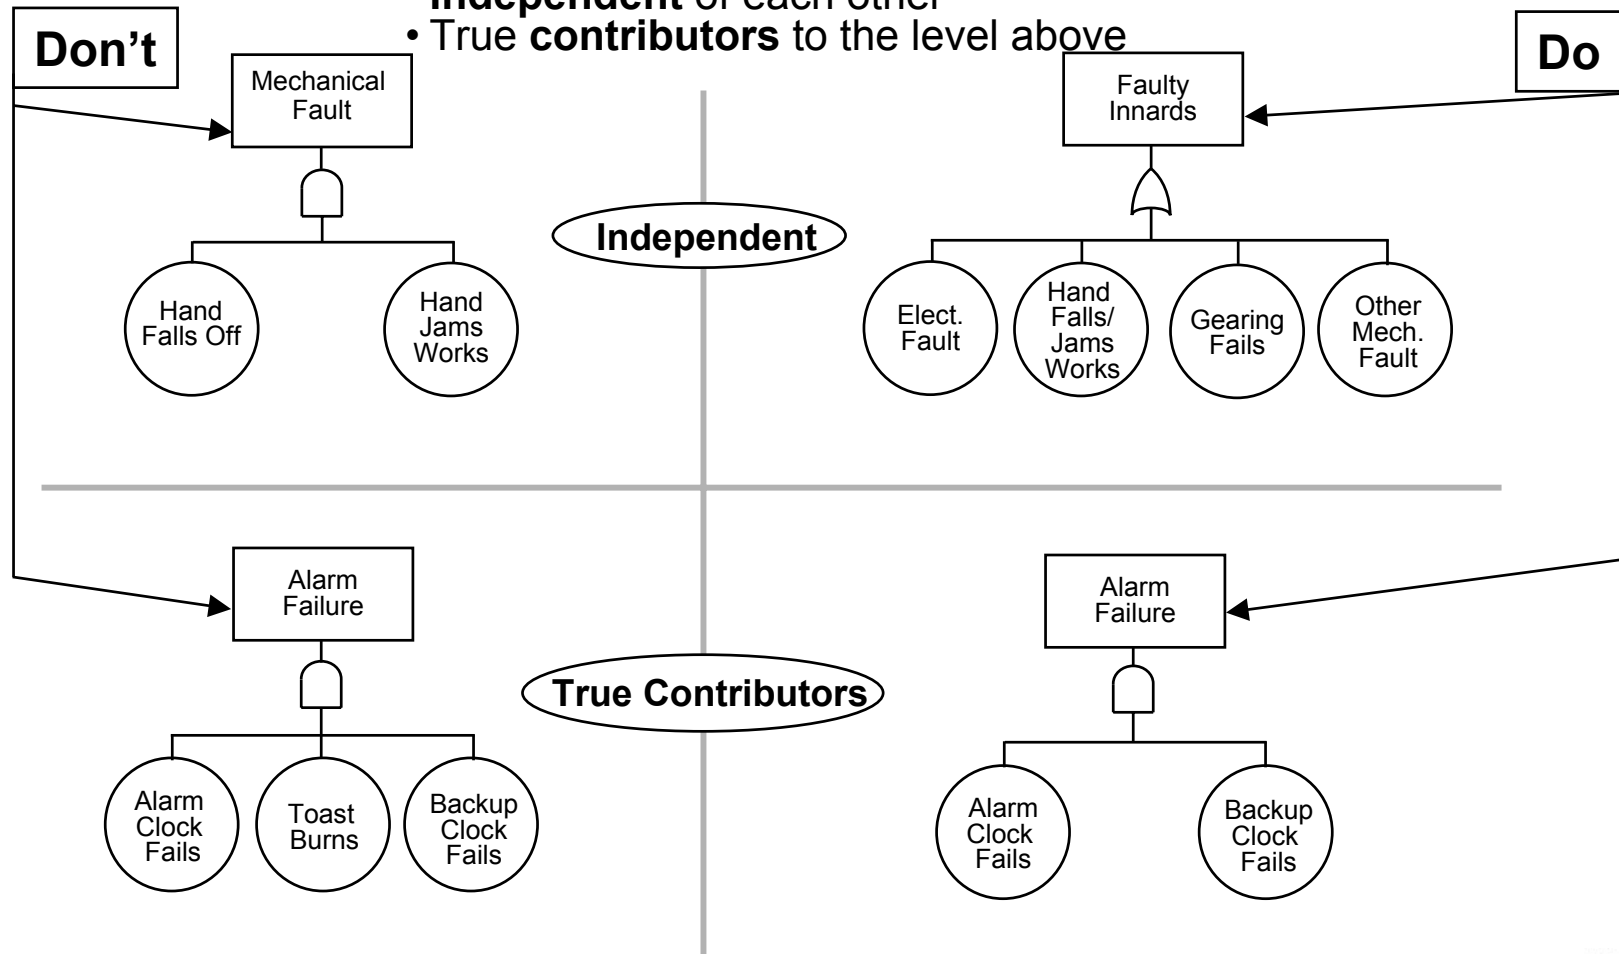 independent of each other
• True contributors to the level above
Don't
Do
Mechanical
Fault
Faulty
Innards
Independent
Hand
Falls Off
Hand
Jams
Works
Elect.
Fault
Hand
Falls/
Jams
Works
Gearing
Fails
Other
Mech.
Fault
Alarm
Failure
Alarm
Failure
True Contributors
Alarm
Clock
Fails
Toast
Burns
Backup
Clock
Fails
Alarm
Clock
Fails
Backup
Clock
Fails